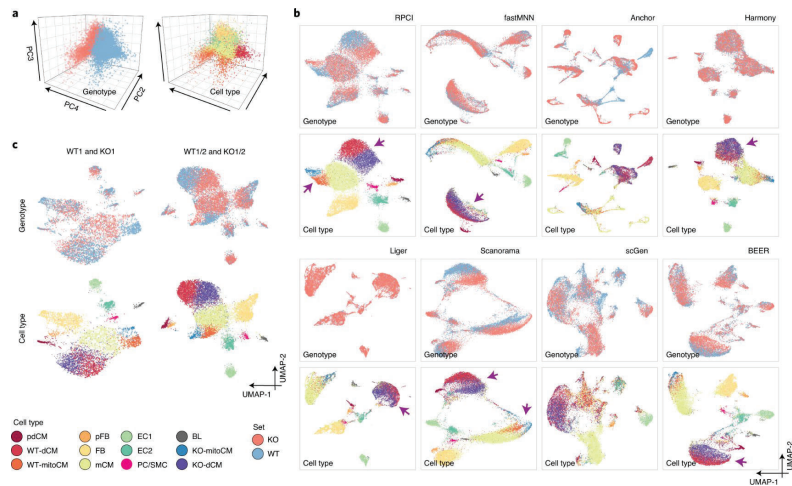 a
PC3
Genotype
PC4
PC2
Cell type
b
RPCI
fastMNN
Anchor
Harmony
Genotype
Genotype
Genotype
Genotype
Cell type
Cell type
Cell type
Cell type
Liger
Scanorama
scGen
BEER
Genotype
Genotype
Genotype
Genotype
Cell type
Cell type
Cell type
Cell type
UMAP-1
UMAP-2
c
WT1 and KO1
WT1/2 and KO1/2
Genotype
Cell type
UMAP-1
UMAP-2
Cell type
pdCM
WT-dCM
WT-mitoCM
pFB
FB
mCM
EC1
EC2
PC/SMC
BL
KO-mitoCM
KO-dCM
Set
KO
WT